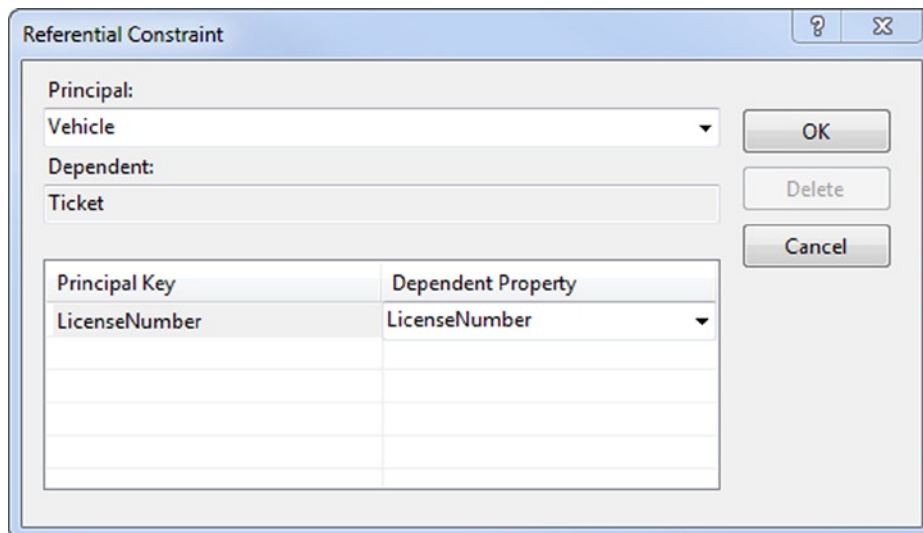 Referential Constraint
?
Principal:
Vehicle
OK
Dependent:
Delete
Ticket
Cancel
Principal Key Dependent Property
LicenseNumber LicenseNumber